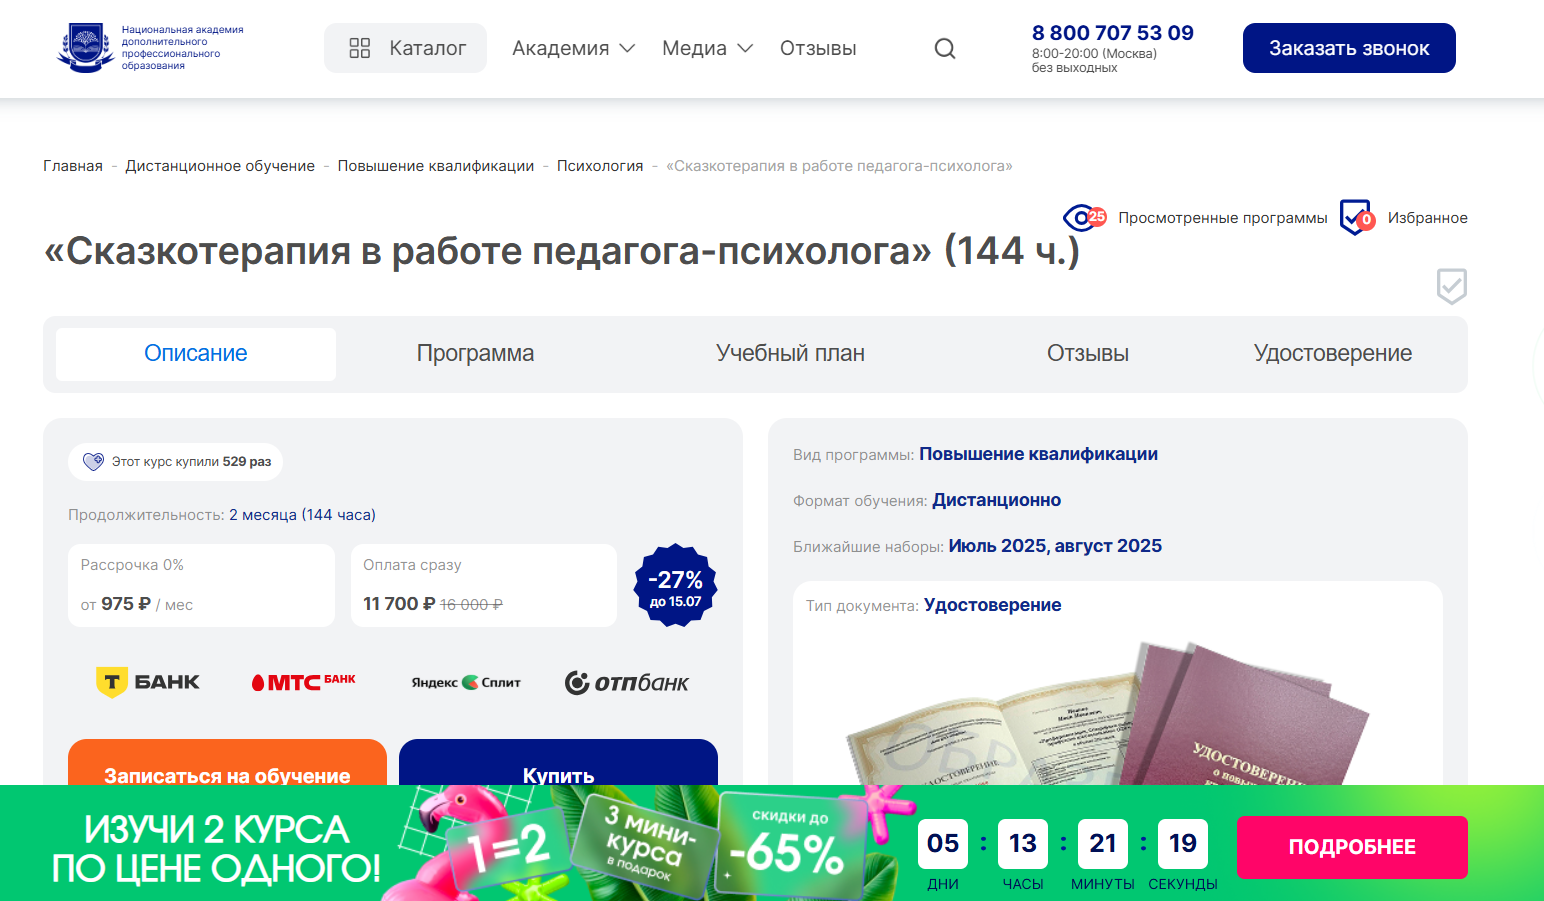 Национальная академия
дополнительного
профессионального
образования
Каталог
Академия
Медиа
Отзывы
8 800 707 53 09
8:00-20:00 (Москва)
без выходных
Заказать звонок
Главная - Дистанционное обучение - Повышение квалификации - Психология - «Сказкотерапия в работе педагога-психолога»
25
Просмотренные программы
0
Избранное
«Сказкотерапия в работе педагога-психолога» (144 ч.)
Описание
Программа
Учебный план
Отзывы
Удостоверение
Этот курс купили 529 раз
Продолжительность: 2 месяца (144 часа)
Рассрочка 0%
от 975 ₽ / мес
Оплата сразу
11 700 ₽ 16 000 ₽
-27%
до 15.07
Т БАНК
МТС БАНК
Яндекс Сплит
отпбанк
Записаться на обучение
Купить
Вид программы: Повышение квалификации
Формат обучения: Дистанционно
Ближайшие наборы: Июль 2025, август 2025
Тип документа: Удостоверение
УДОСТОВЕРЕНИЕ
ИЗУЧИ 2 КУРСА
ПО ЦЕНЕ ОДНОГО!
1=2
3 мини-
курса
в подарок
скидки до
-65%
05 : 13 : 21 : 19
ДНИ ЧАСЫ МИНУТЫ СЕКУНДЫ
ПОДРОБНЕЕ